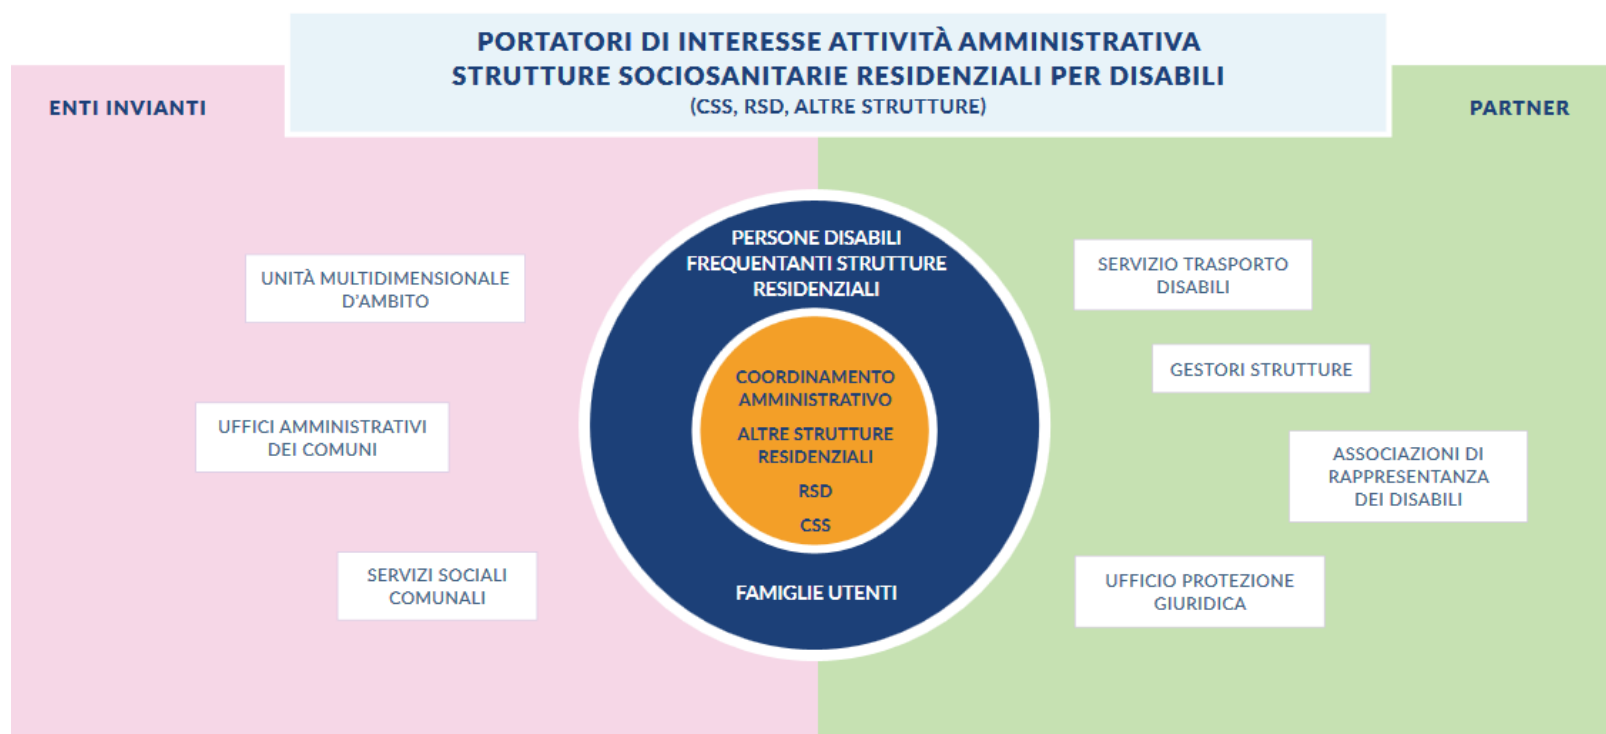 PORTATORI DI INTERESSE ATTIVITÀ AMMINISTRATIVA
STRUTTURE SOCIOSANITARIE RESIDENZIALI PER DISABILI
(CSS, RSD, ALTRE STRUTTURE)
ENTI INVIANTI
PARTNER
UNITÀ MULTIDIMENSIONALE
D'AMBITO
UFFICI AMMINISTRATIVI
DEI COMUNI
SERVIZI SOCIALI
COMUNALI
PERSONE DISABILI
FREQUENTANTI STRUTTURE
RESIDENZIALI
COORDINAMENTO
AMMINISTRATIVO
ALTRE STRUTTURE
RESIDENZIALI
RSD
CSS
FAMIGLIE UTENTI
SERVIZIO TRASPORTO
DISABILI
GESTORI STRUTTURE
ASSOCIAZIONI DI
RAPPRESENTANZA
DEI DISABILI
UFFICIO PROTEZIONE
GIURIDICA